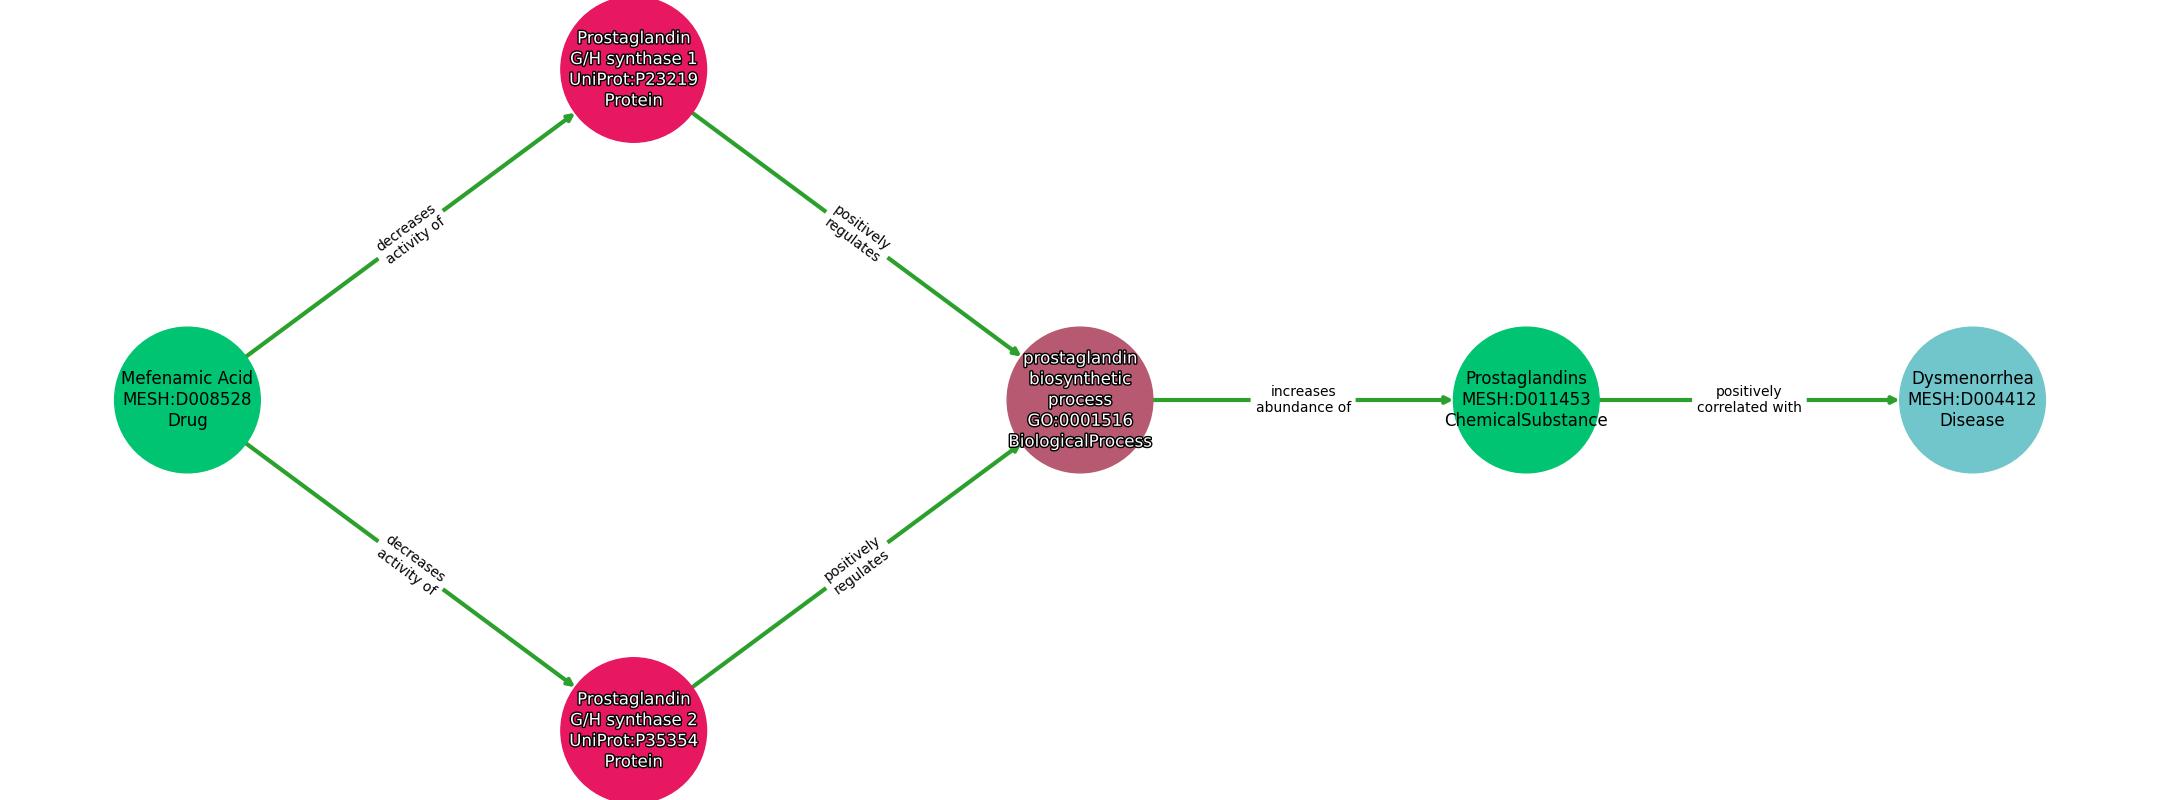 Prostaglandin
G/H synthase 1
UniProt:P23219
Protein
decreases
activity of
positively
regulates
Mefenamic Acid
MESH:D008528
Drug
prostaglandin
biosynthetic
process
GO:0001516
BiologicalProcess
increases
abundance of
Prostaglandins
MESH:D011453
ChemicalSubstance
positively
correlated with
Dysmenorrhea
MESH:D004412
Disease
decreases
activity of
positively
regulates
Prostaglandin
G/H synthase 2
UniProt:P35354
Protein